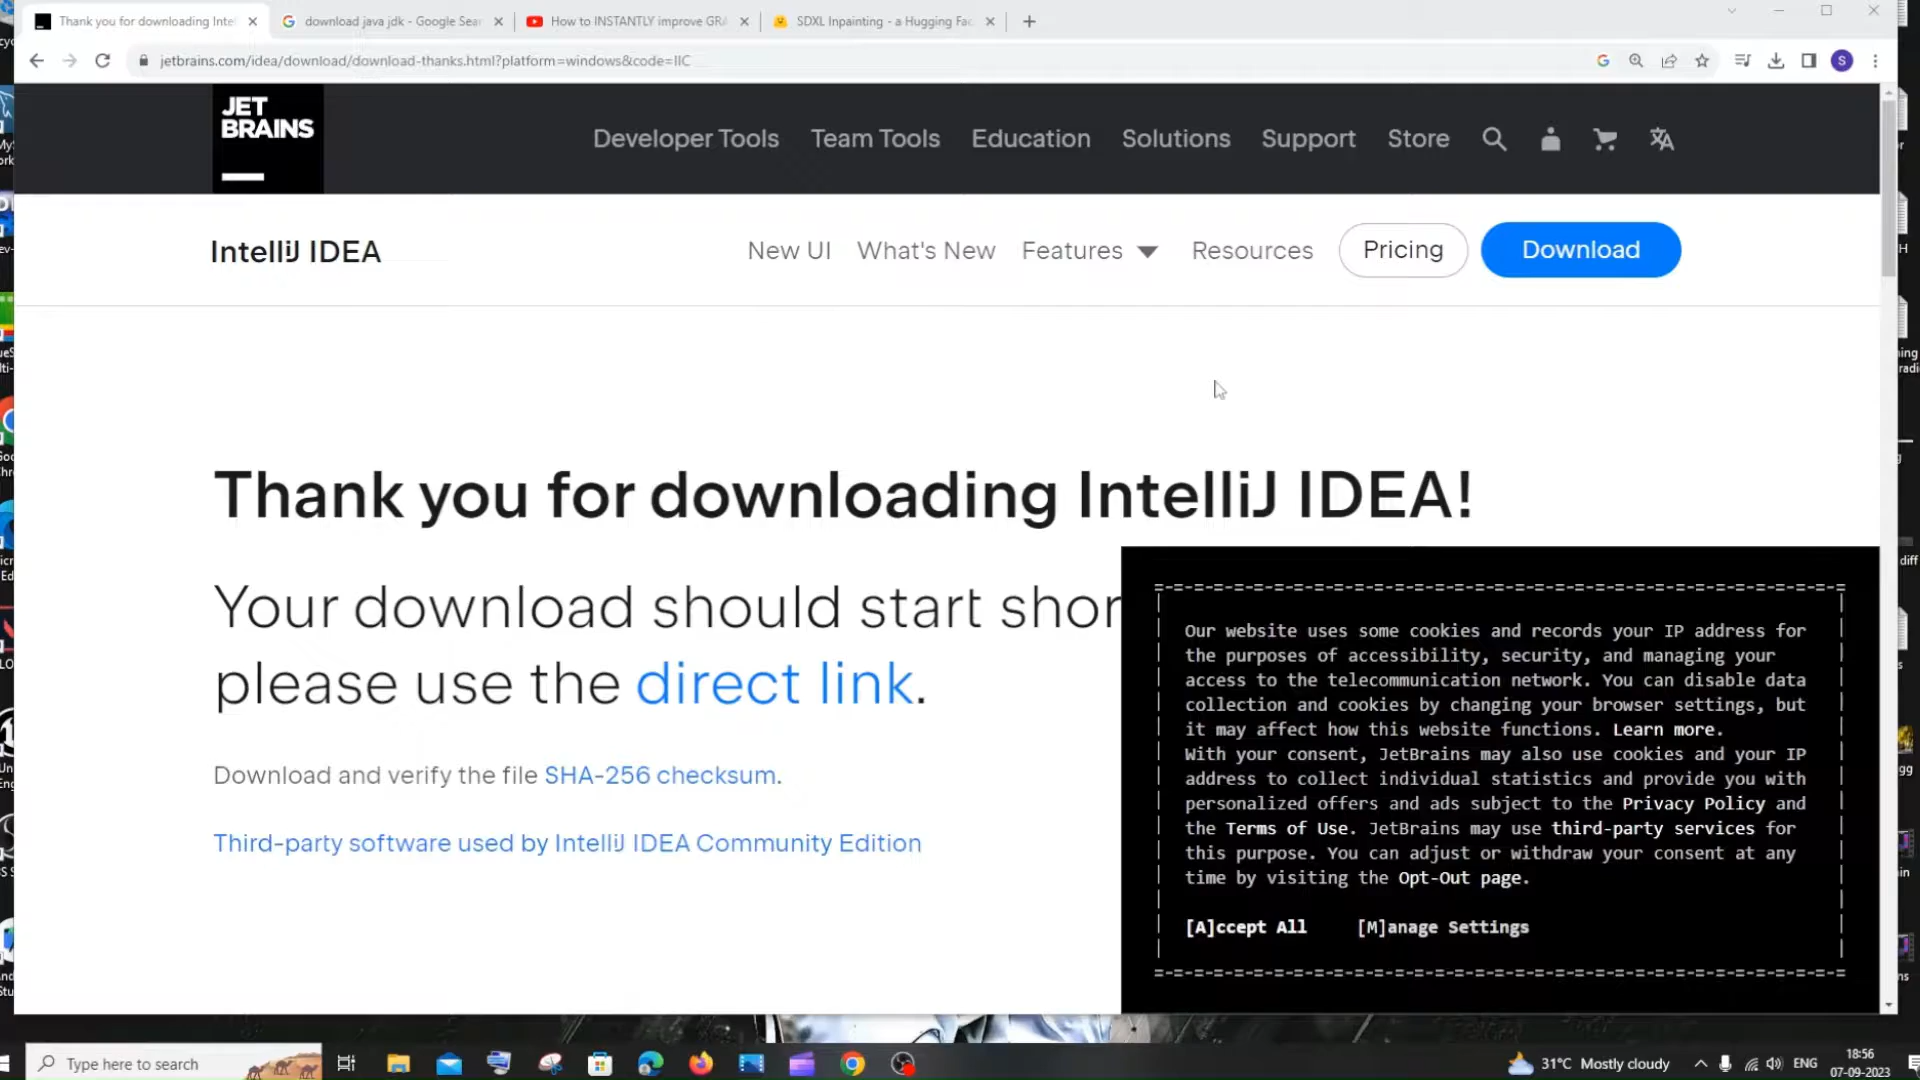 Thank you for downloading Intel
download java jdk - Google Sear
How to INSTANTLY improve GRA
SDXL Inpainting - a Hugging Fac
jetbrains.com/idea/download/download-thanks.html?platform=windows&code=IIC
S
JET
BRAINS
Developer Tools
Team Tools
Education
Solutions
Support
Store
IntelliJ IDEA
New UI
What's New
Features
Resources
Pricing
Download
Thank you for downloading IntelliJ IDEA!
Your download should start shor
please use the direct link.
Download and verify the file SHA-256 checksum.
Third-party software used by IntelliJ IDEA Community Edition
Our website uses some cookies and records your IP address for
the purposes of accessibility, security, and managing your
access to the telecommunication network. You can disable data
collection and cookies by changing your browser settings, but
it may affect how this website functions. Learn more.
With your consent, JetBrains may also use cookies and your IP
address to collect individual statistics and provide you with
personalized offers and ads subject to the Privacy Policy and
the Terms of Use. JetBrains may use third-party services for
this purpose. You can adjust or withdraw your consent at any
time by visiting the Opt-Out page.
[A]ccept All
[M]anage Settings
Type here to search
31°C Mostly cloudy
ENG
18:56
07-09-2023